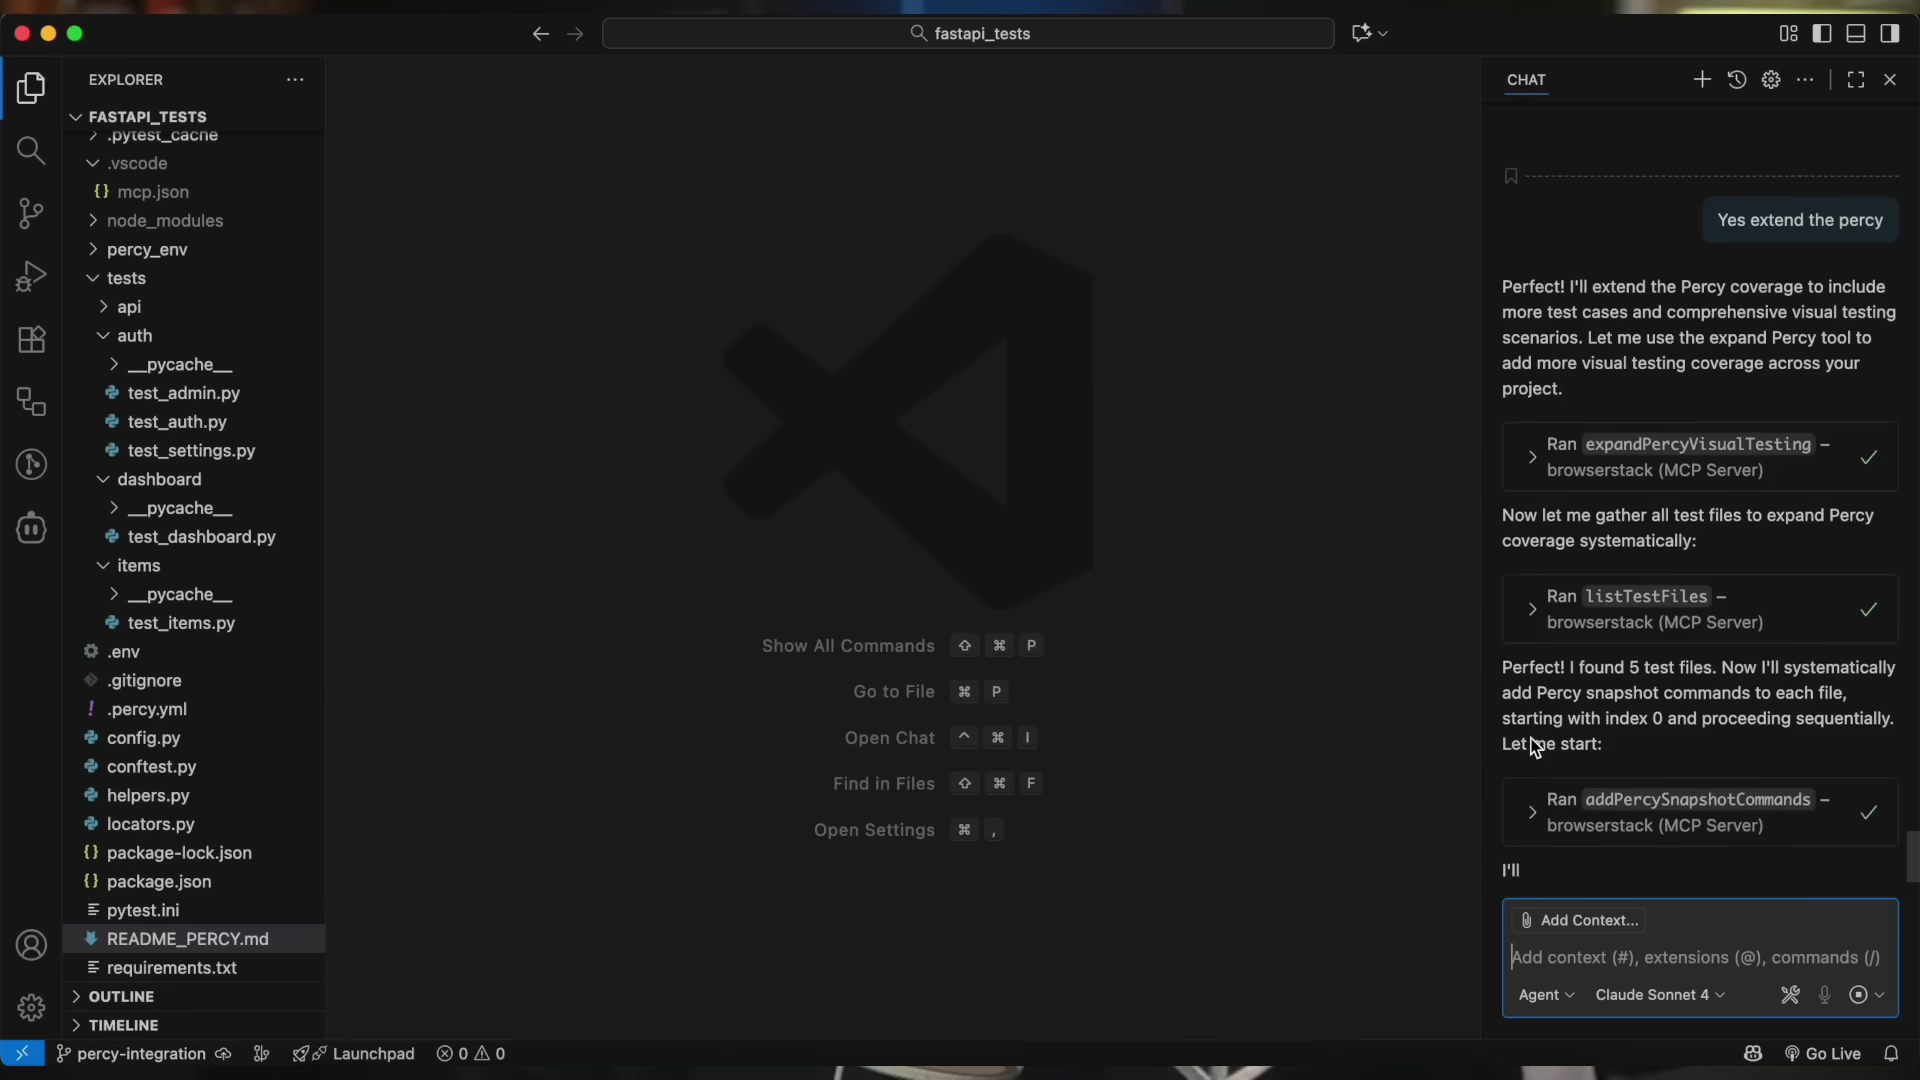 fastapi_tests
EXPLORER
FASTAPI_TESTS
.pytest_cache
.vscode
{} mcp.json
node_modules
percy_env
tests
api
auth
__pycache__
test_admin.py
test_auth.py
test_settings.py
dashboard
__pycache__
test_dashboard.py
items
__pycache__
test_items.py
.env
.gitignore
! .percy.yml
config.py
conftest.py
helpers.py
locators.py
{} package-lock.json
{} package.json
pytest.ini
README_PERCY.md
requirements.txt
OUTLINE
TIMELINE
Show All Commands ⇧ ⌘ P
Go to File ⌘ P
Open Chat ^ ⌘ I
Find in Files ⇧ ⌘ F
Open Settings ⌘ ,
CHAT
Yes extend the percy
Perfect! I'll extend the Percy coverage to include
more test cases and comprehensive visual testing
scenarios. Let me use the expand Percy tool to
add more visual testing coverage across your
project.
Ran expandPercyVisualTesting –
browserstack (MCP Server)
Now let me gather all test files to expand Percy
coverage systematically:
Ran listTestFiles –
browserstack (MCP Server)
Perfect! I found 5 test files. Now I'll systematically
add Percy snapshot commands to each file,
starting with index 0 and proceeding sequentially.
Let me start:
Ran addPercySnapshotCommands –
browserstack (MCP Server)
I'll
Add Context...
Add context (#), extensions (@), commands (/)
Agent Claude Sonnet 4
percy-integration Launchpad 0 0 Go Live